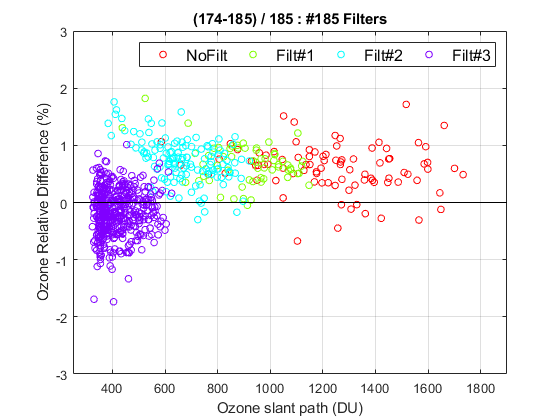 (174-185) / 185 : #185 Filters
NoFilt Filt#1 Filt#2 Filt#3
Ozone Relative Difference (%)
3
2
1
0
-1
-2
-3
400 600 800 1000 1200 1400 1600 1800
Ozone slant path (DU)